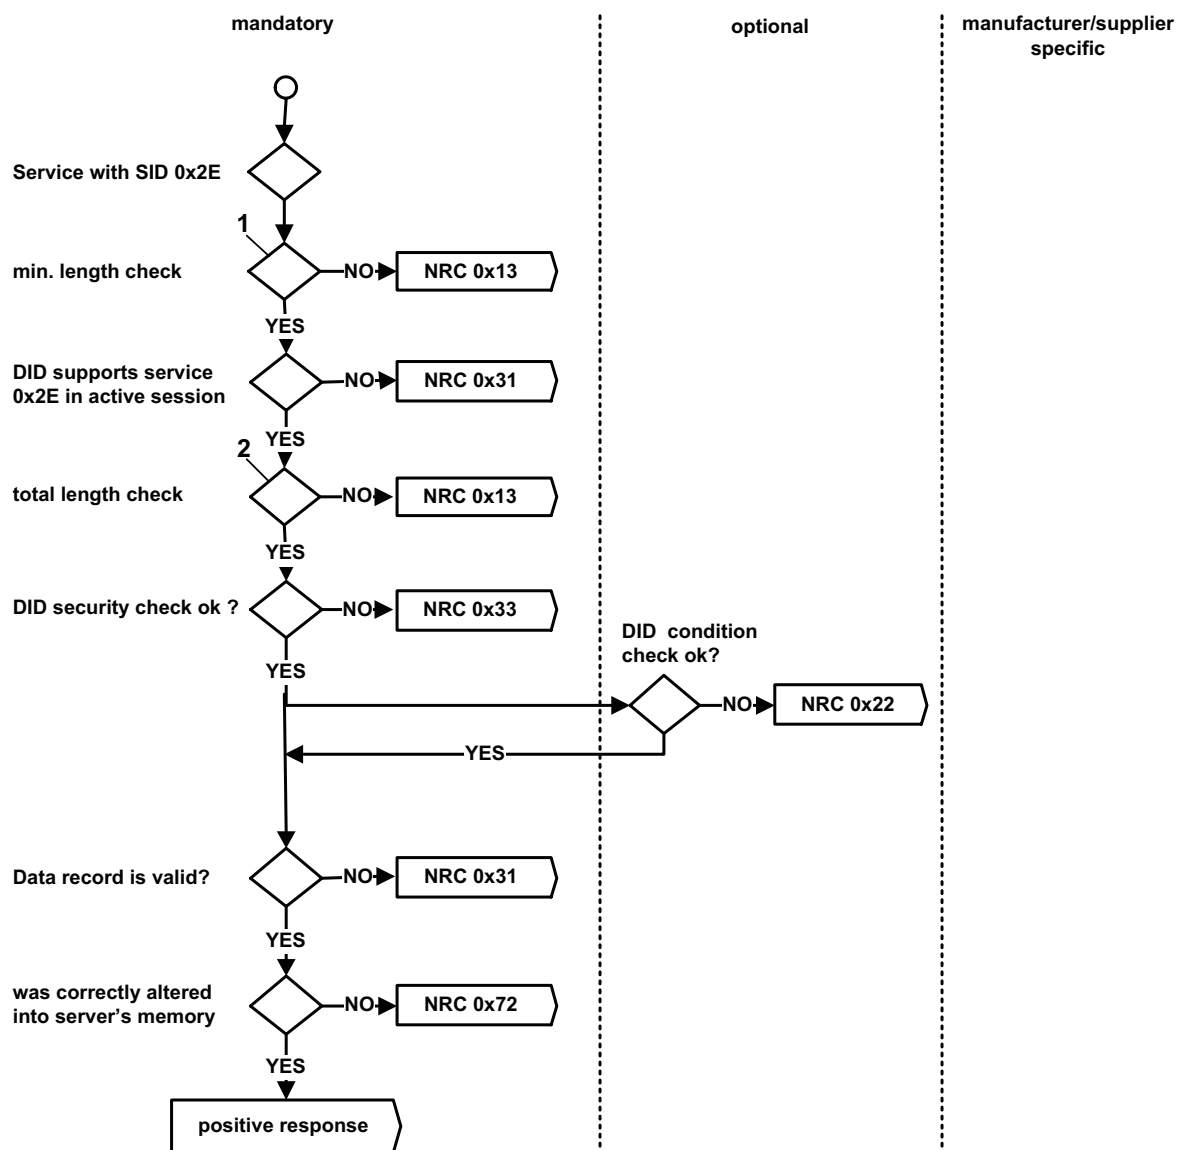 mandatory
optional
manufacturer/supplier
specific
Service with SID 0x2E
1
min. length check
NO
NRC 0x13
YES
DID supports service
0x2E in active session
NO
NRC 0x31
YES
2
total length check
NO
NRC 0x13
YES
DID security check ok ?
NO
NRC 0x33
YES
DID condition
check ok?
NO
NRC 0x22
YES
Data record is valid?
NO
NRC 0x31
YES
was correctly altered
into server’s memory
NO
NRC 0x72
YES
positive response